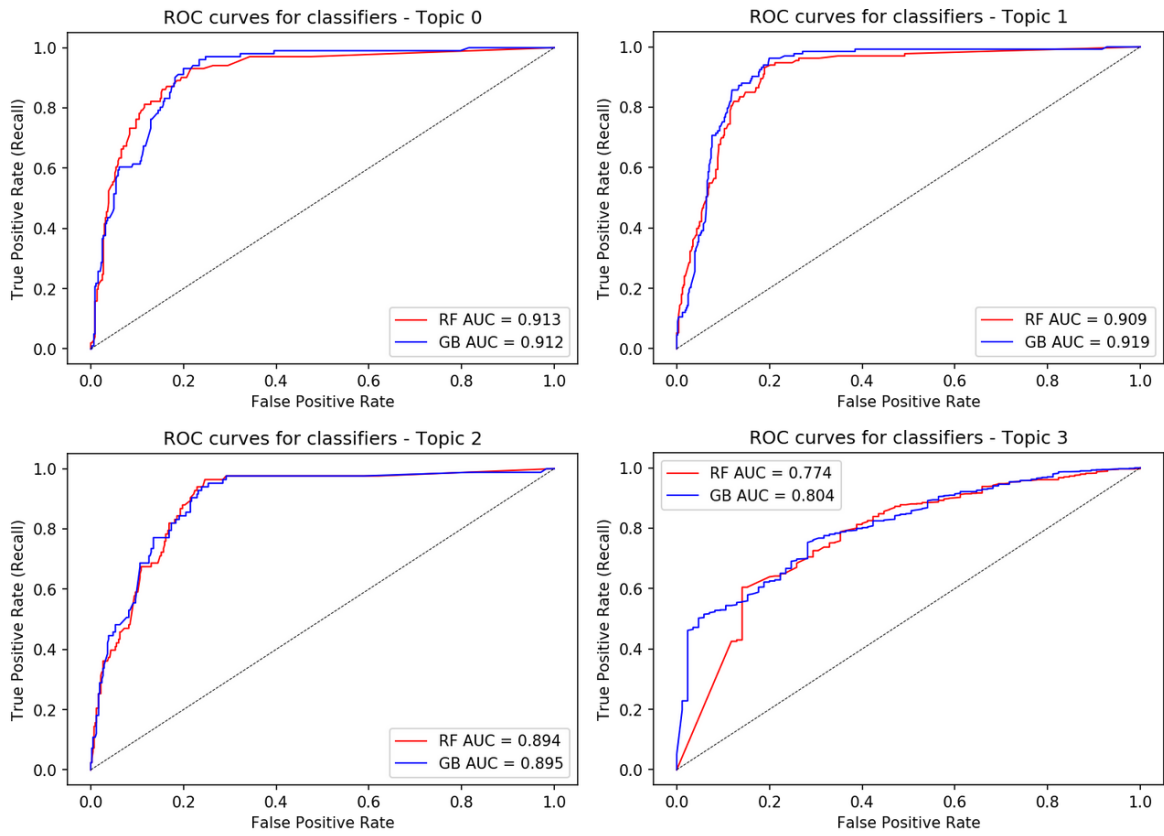 ROC curves for classifiers - Topic 0
True Positive Rate (Recall)
1.0
0.8
0.6
0.4
0.2
0.0
RF AUC = 0.913
GB AUC = 0.912
0.0 0.2 0.4 0.6 0.8 1.0
False Positive Rate
ROC curves for classifiers - Topic 1
True Positive Rate (Recall)
1.0
0.8
0.6
0.4
0.2
0.0
RF AUC = 0.909
GB AUC = 0.919
0.0 0.2 0.4 0.6 0.8 1.0
False Positive Rate
ROC curves for classifiers - Topic 2
True Positive Rate (Recall)
1.0
0.8
0.6
0.4
0.2
0.0
RF AUC = 0.894
GB AUC = 0.895
0.0 0.2 0.4 0.6 0.8 1.0
False Positive Rate
ROC curves for classifiers - Topic 3
True Positive Rate (Recall)
1.0
0.8
0.6
0.4
0.2
0.0
RF AUC = 0.774
GB AUC = 0.804
0.0 0.2 0.4 0.6 0.8 1.0
False Positive Rate